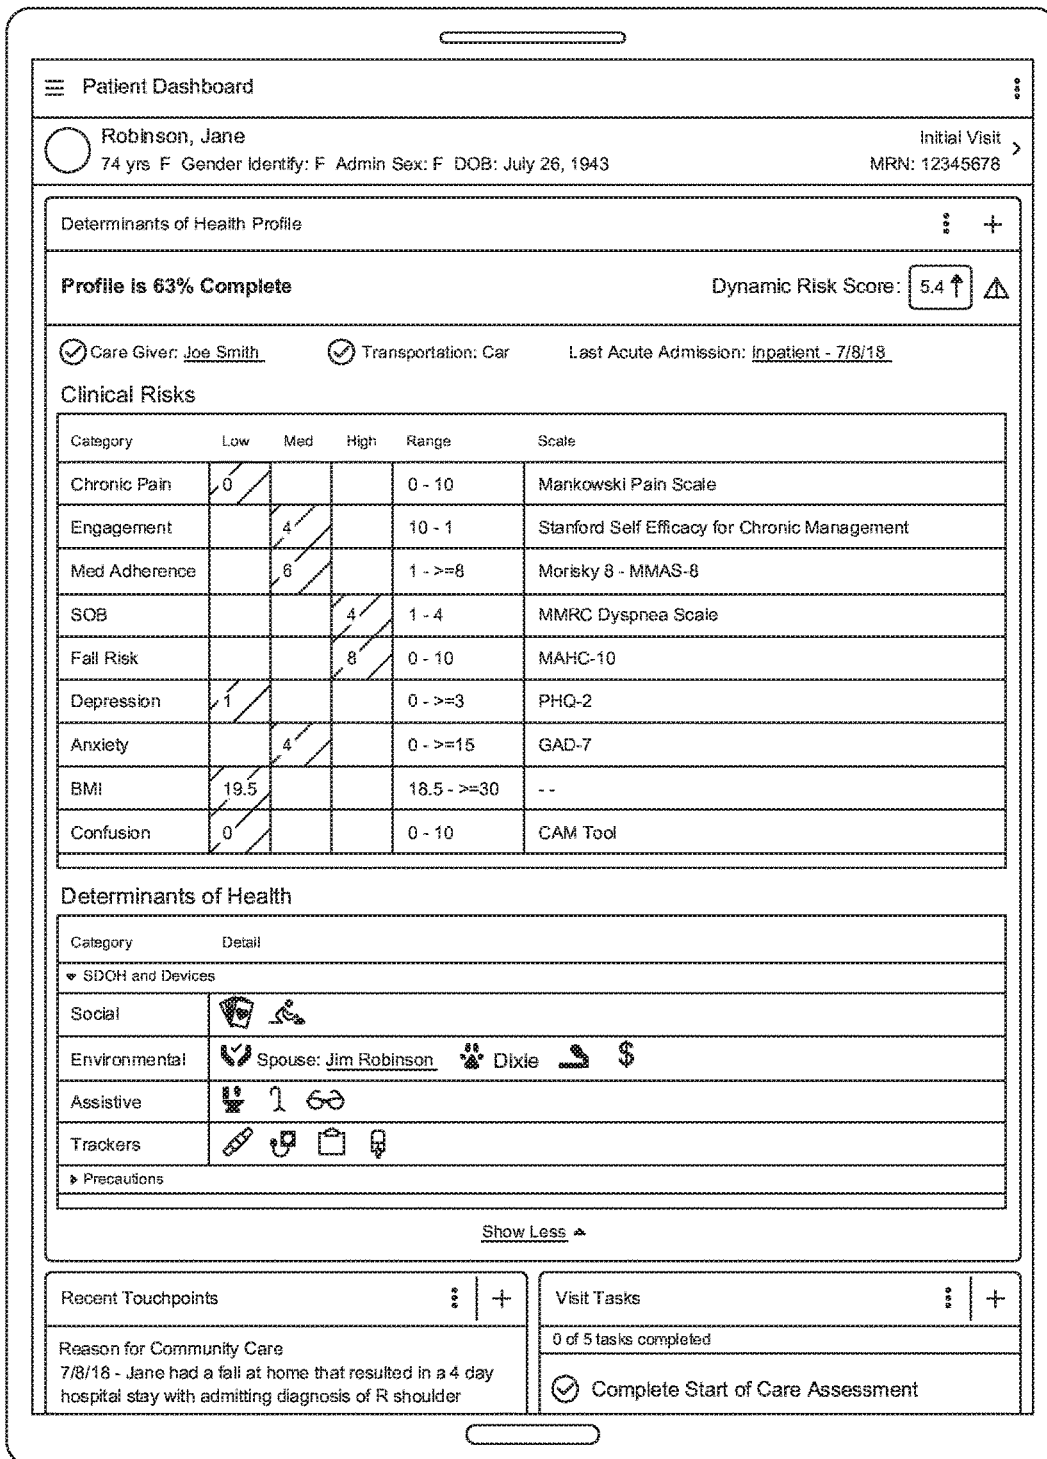 Patient Dashboard
Robinson, Jane
Initial Visit
74 yrs F Gender Identify: F Admin Sex: F DOB: July 26, 1943
MRN: 12345678
Determinants of Health Profile
Profile is 63% Complete
Dynamic Risk Score: 5.4
Care Giver: Joe Smith Transportation: Car Last Acute Admission: Inpatient - 7/8/18
Clinical Risks
Category Low Med High Range Scale
Chronic Pain 0 0 - 10 Mankowski Pain Scale
Engagement 4 10 - 1 Stanford Self Efficacy for Chronic Management
Med Adherence 6 1 - >=8 Morisky 8 - MMAS-8
SOB 4 1 - 4 MMRC Dyspnea Scale
Fall Risk 8 0 - 10 MAHC-10
Depression 1 0 - >=3 PHQ-2
Anxiety 4 0 - >=15 GAD-7
BMI 19.5 18.5 - >=30 - -
Confusion 0 0 - 10 CAM Tool
Determinants of Health
Category Detail
SDOH and Devices
Social
Environmental Spouse: Jim Robinson Dixie $
Assistive
Trackers
Precautions
Show Less
Recent Touchpoints
Reason for Community Care
7/8/18 - Jane had a fall at home that resulted in a 4 day
hospital stay with admitting diagnosis of R shoulder
Visit Tasks
0 of 5 tasks completed
Complete Start of Care Assessment